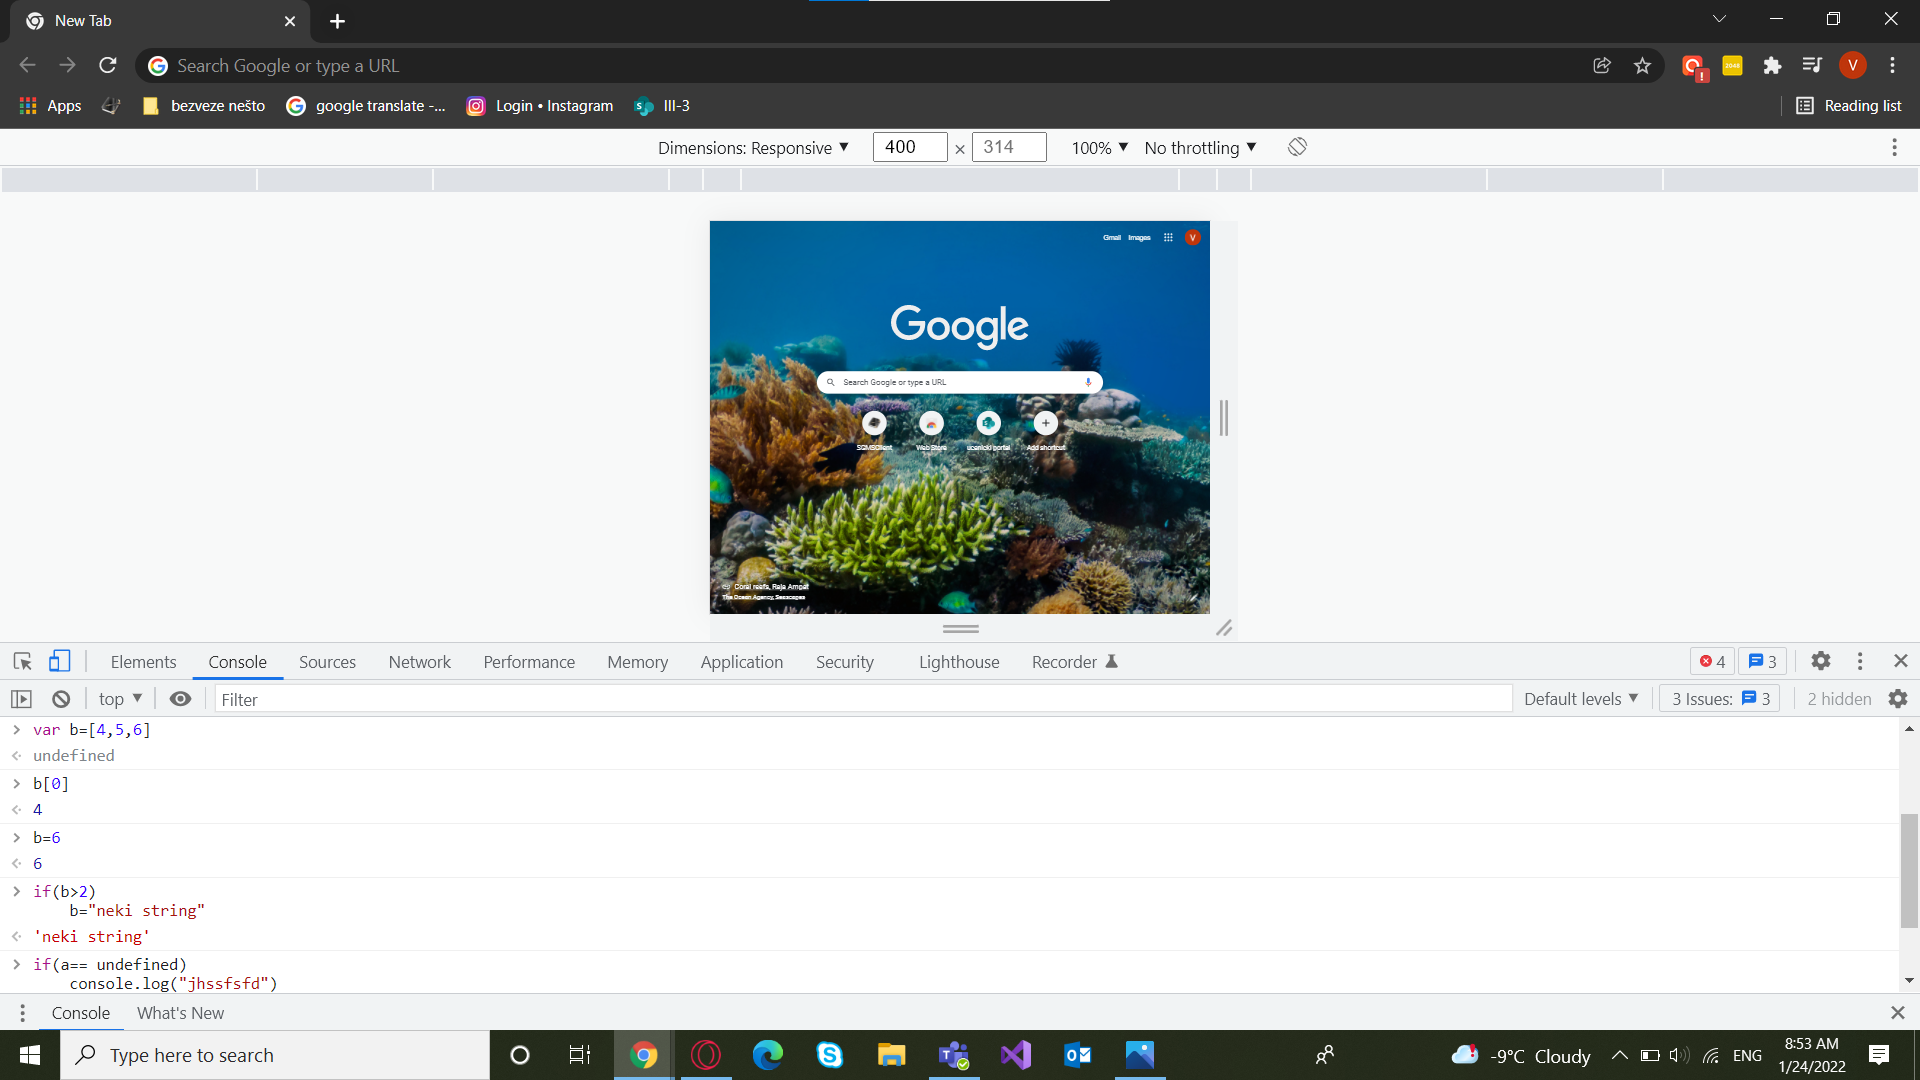 New Tab
Search Google or type a URL
Apps bezveze nešto google translate -... Login • Instagram III-3 Reading list
Dimensions: Responsive 400 × 314 100% No throttling
Gmail Images V
Google
Search Google or type a URL
SGMSClient Web Store ucenicki portal Add shortcut
Coral reefs, Raja Ampat
The Ocean Agency, Seascapes
Elements Console Sources Network Performance Memory Application Security Lighthouse Recorder 4 3
top Filter Default levels 3 Issues: 3 2 hidden
var b=[4,5,6]
undefined
b[0]
4
b=6
6
if(b>2)
b="neki string"
'neki string'
if(a== undefined)
console.log("jhssfsfd")
Console What's New
Type here to search -9°C Cloudy ENG 8:53 AM
1/24/2022